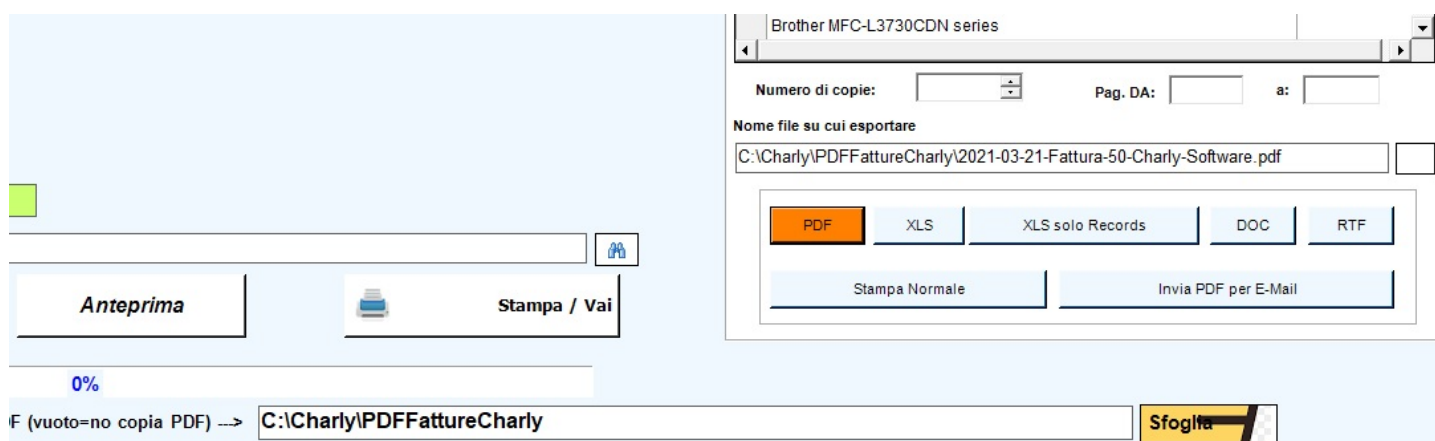 Brother MFC-L3730CDN series
Numero di copie:
Pag. DA:
a:
Nome file su cui esportare
C:\Charly\PDFFattureCharly\2021-03-21-Fattura-50-Charly-Software.pdf
PDF XLS XLS solo Records DOC RTF
Stampa Normale Invia PDF per E-Mail
Anteprima Stampa / Vai
0%
(vuoto=no copia PDF) ---> C:\Charly\PDFFattureCharly Sfoglia